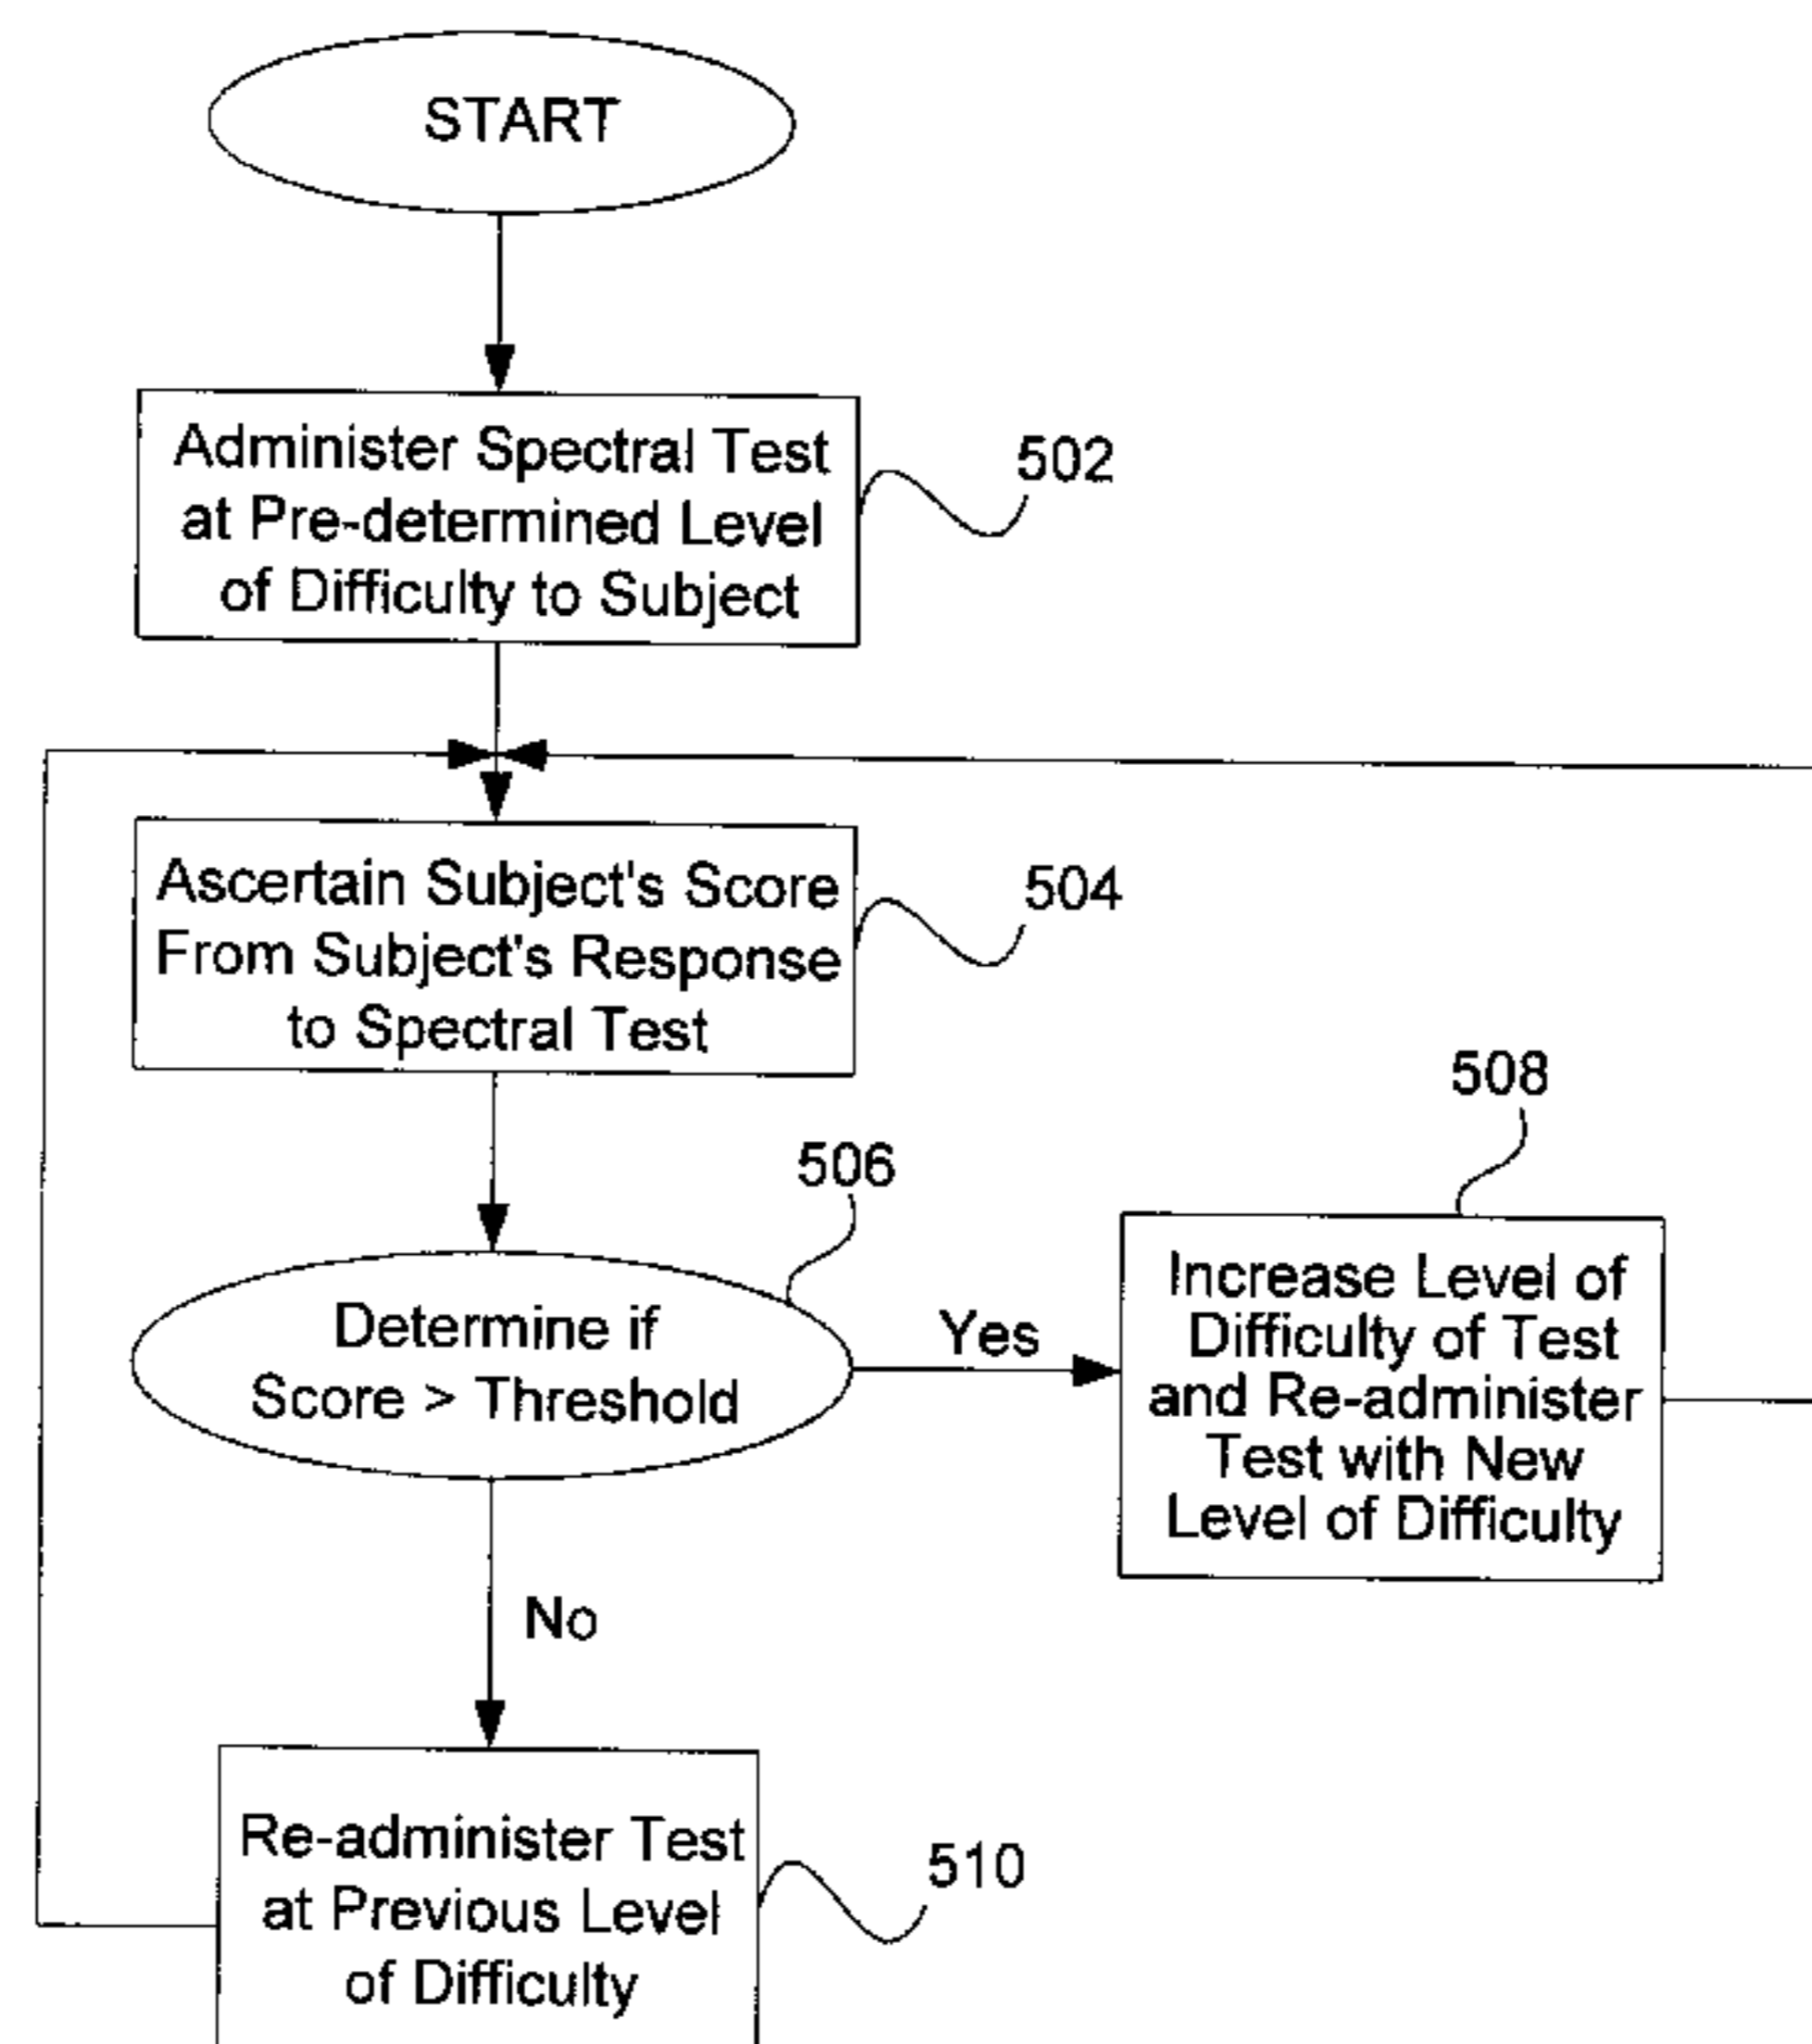 START
Administer Spectral Test
at Pre-determined Level
of Difficulty to Subject
502
Ascertain Subject's Score
From Subject's Response
to Spectral Test
504
506
Determine if
Score > Threshold
Yes
508
Increase Level of
Difficulty of Test
and Re-administer
Test with New
Level of Difficulty
No
Re-administer Test
at Previous Level
of Difficulty
510